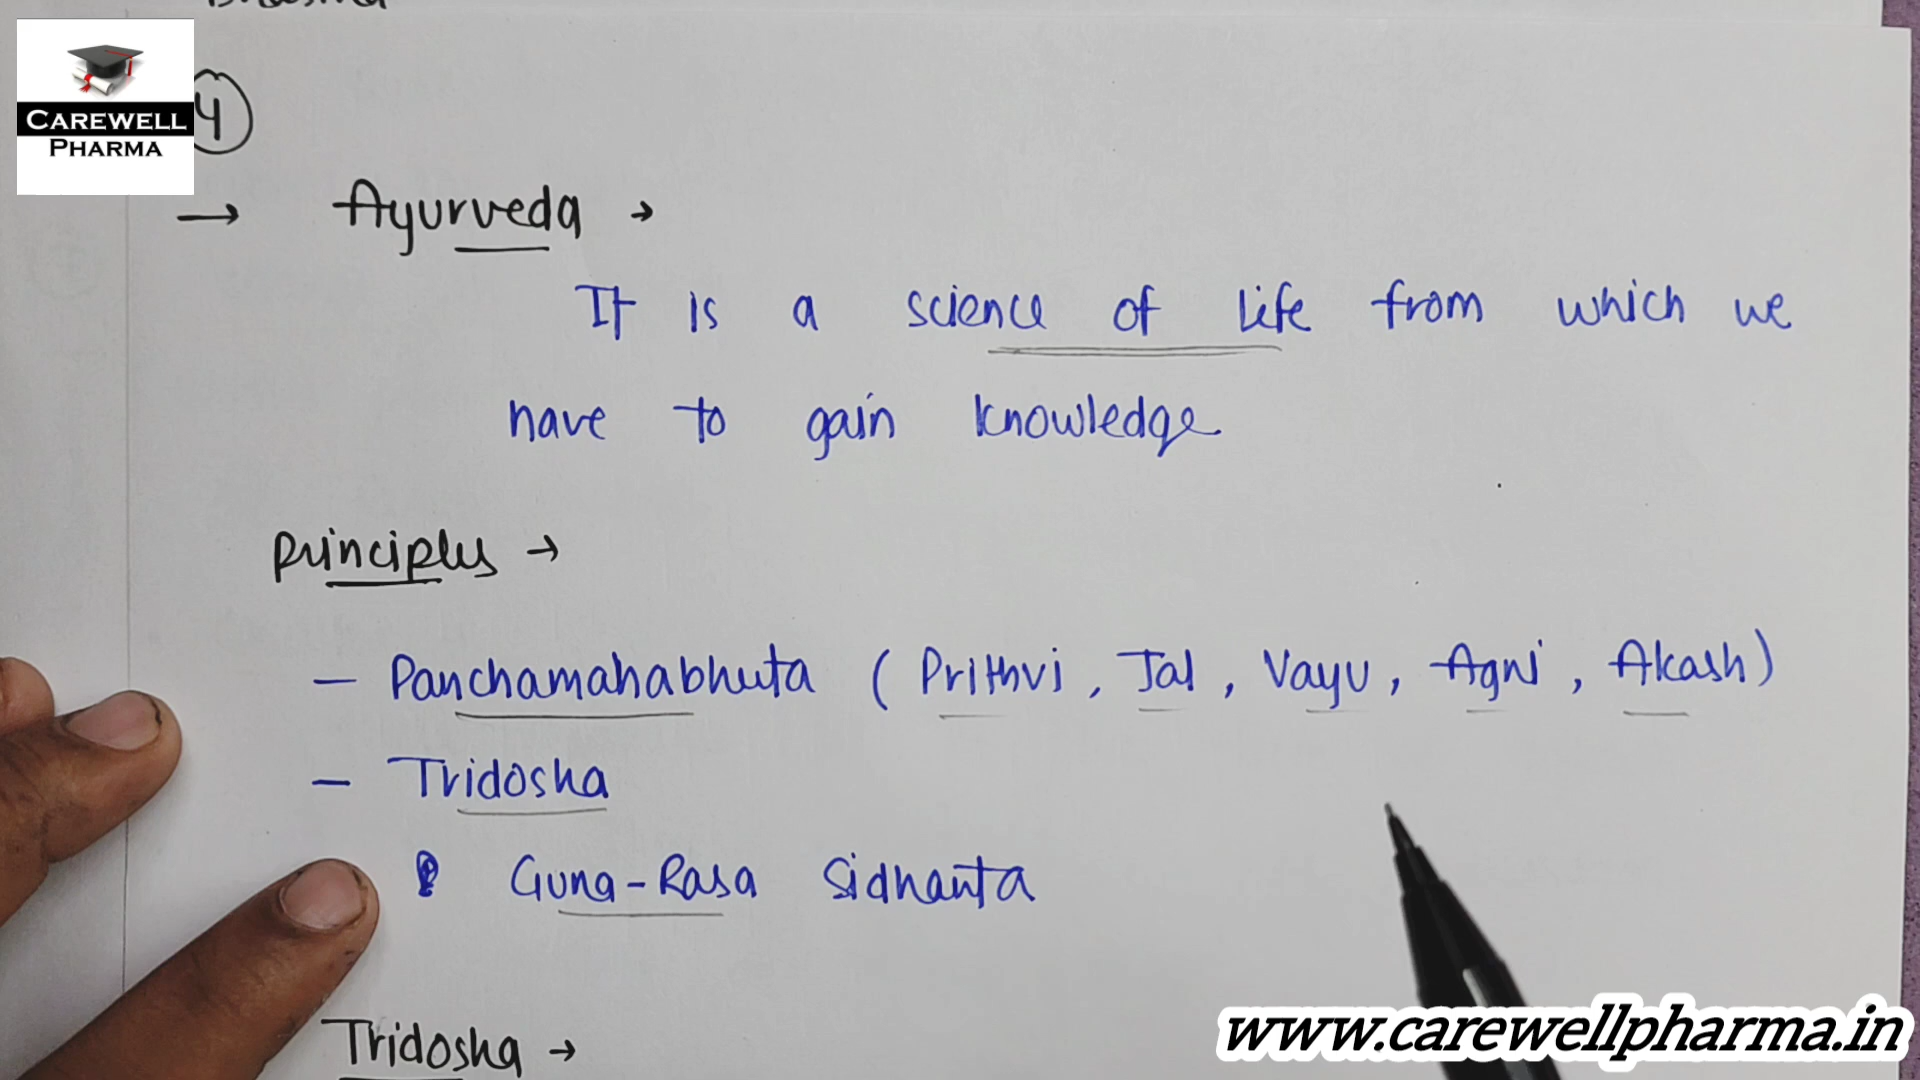 CAREWELL
PHARMA
4
→ Ayurveda →
It is a science of life from which we
have to gain knowledge
Principles →
- Panchamahabhuta ( Prithvi , Jal , Vayu , Agni , Akash )
- Tridosha
Guna-Rasa Sidhanta
Tridosha →
www.carewellpharma.in